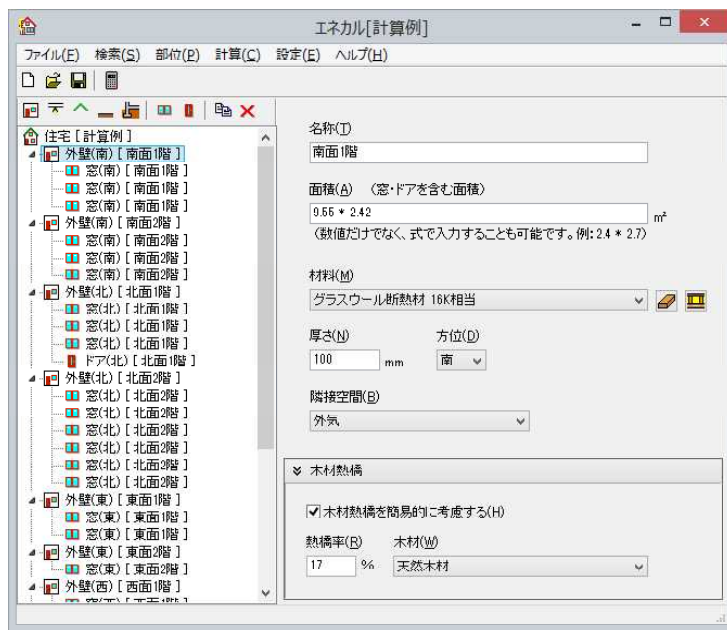 エネカル[計算例]
ファイル(F) 検索(S) 部位(P) 計算(C) 設定(E) ヘルプ(H)
住宅 [ 計算例 ]
外壁(南) [ 南面1階 ]
窓(南) [ 南面1階 ]
窓(南) [ 南面1階 ]
窓(南) [ 南面1階 ]
外壁(南) [ 南面2階 ]
窓(南) [ 南面2階 ]
窓(南) [ 南面2階 ]
窓(南) [ 南面2階 ]
外壁(北) [ 北面1階 ]
窓(北) [ 北面1階 ]
窓(北) [ 北面1階 ]
窓(北) [ 北面1階 ]
ドア(北) [ 北面1階 ]
外壁(北) [ 北面2階 ]
窓(北) [ 北面2階 ]
窓(北) [ 北面2階 ]
窓(北) [ 北面2階 ]
窓(北) [ 北面2階 ]
窓(北) [ 北面2階 ]
窓(北) [ 北面2階 ]
外壁(東) [ 東面1階 ]
窓(東) [ 東面1階 ]
窓(東) [ 東面1階 ]
外壁(東) [ 東面2階 ]
窓(東) [ 東面2階 ]
外壁(西) [ 西面1階 ]
窓(西) [ 西面1階 ]
名称(T)
南面1階
面積(A) (窓・ドアを含む面積)
9.55 * 2.42 m²
(数値だけでなく、式で入力することも可能です。例:2.4 * 2.7)
材料(M)
グラスウール断熱材 16K相当
厚さ(N) 方位(D)
100 mm 南
隣接空間(B)
外気
木材熱橋
木材熱橋を簡易的に考慮する(H)
熱橋率(R) 木材(W)
17 % 天然木材